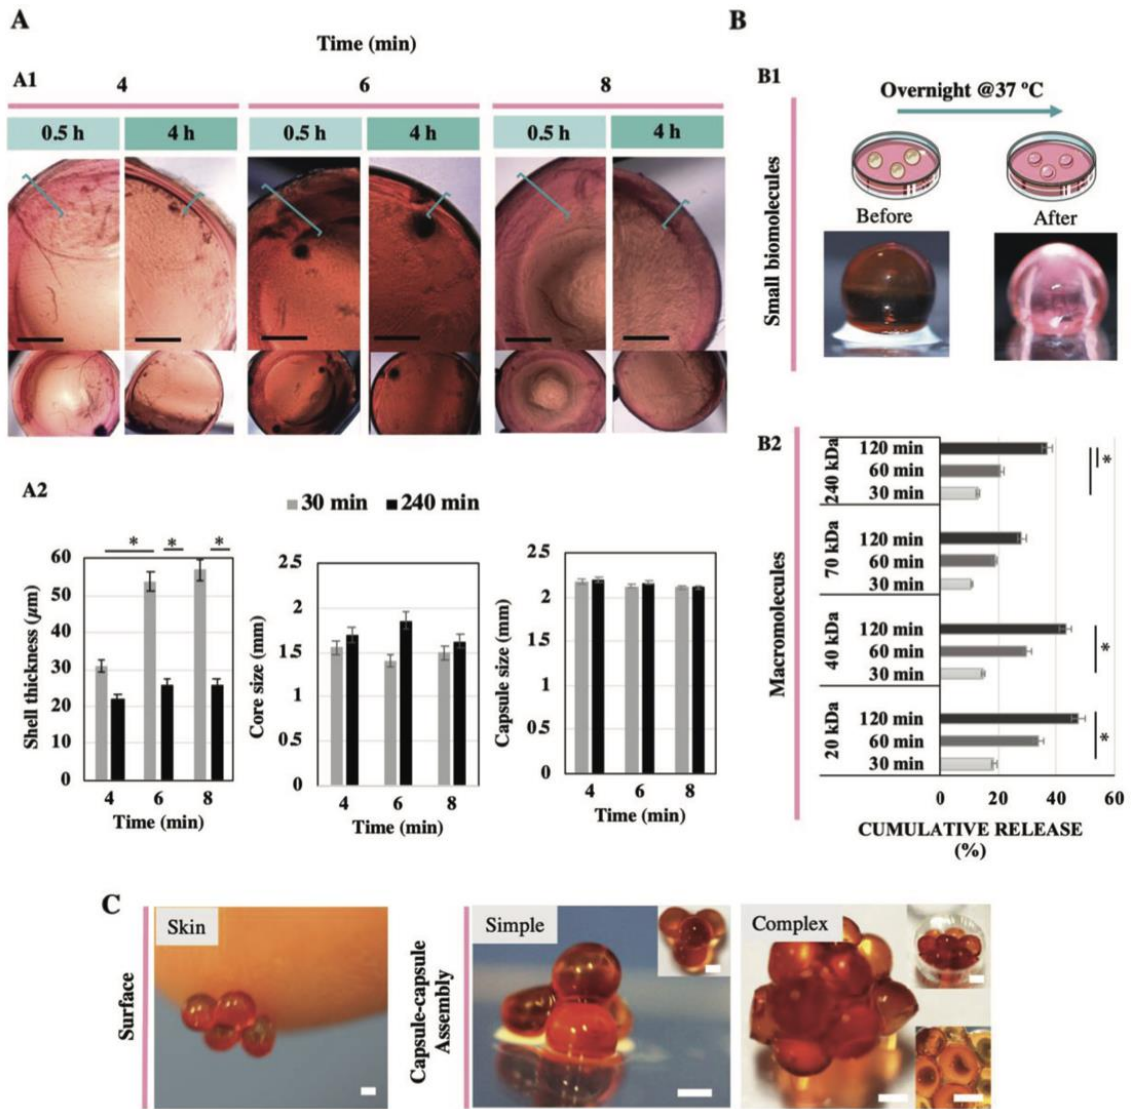 A
Time (min)
A1
4
6
8
0.5 h
4 h
0.5 h
4 h
0.5 h
4 h
A2
30 min
240 min
*
*
*
Shell thickness (µm)
60
50
40
30
20
10
0
4
6
8
Time (min)
Core size (mm)
2.5
2
1.5
1
0.5
0
4
6
8
Time (min)
Capsule size (mm)
2.5
2
1.5
1
0.5
0
4
6
8
Time (min)
B
B1
Small biomolecules
Overnight @37 ºC
Before
After
B2
Macromolecules
240 kDa
120 min
60 min
30 min
*
70 kDa
120 min
60 min
30 min
40 kDa
120 min
60 min
30 min
*
20 kDa
120 min
60 min
30 min
*
0
20
40
60
CUMULATIVE RELEASE
(%)
C
Surface
Skin
Capsule-capsule
Assembly
Simple
Complex